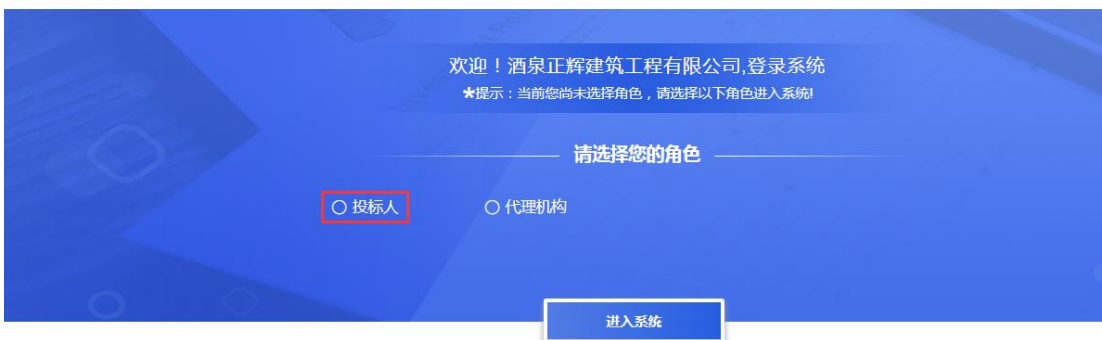 欢迎！酒泉正辉建筑工程有限公司,登录系统
★提示：当前您尚未选择角色，请选择以下角色进入系统!
请选择您的角色
投标人 代理机构
进入系统